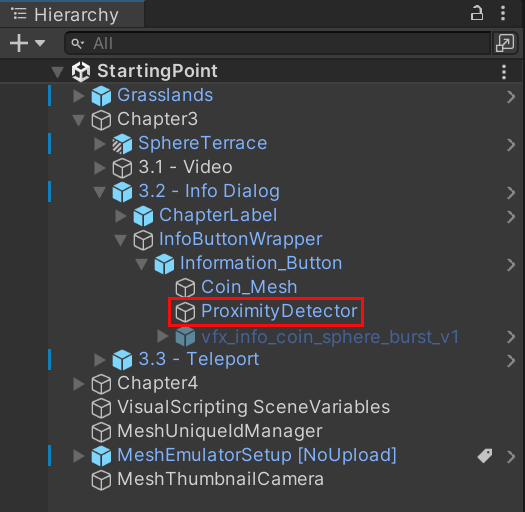 Hierarchy
All
StartingPoint
Grasslands
Chapter3
SphereTerrace
3.1 - Video
3.2 - Info Dialog
ChapterLabel
InfoButtonWrapper
Information_Button
Coin_Mesh
ProximityDetector
vfx_info_coin_sphere_burst_v1
3.3 - Teleport
Chapter4
VisualScripting SceneVariables
MeshUniqueIdManager
MeshEmulatorSetup [NoUpload]
MeshThumbnailCamera